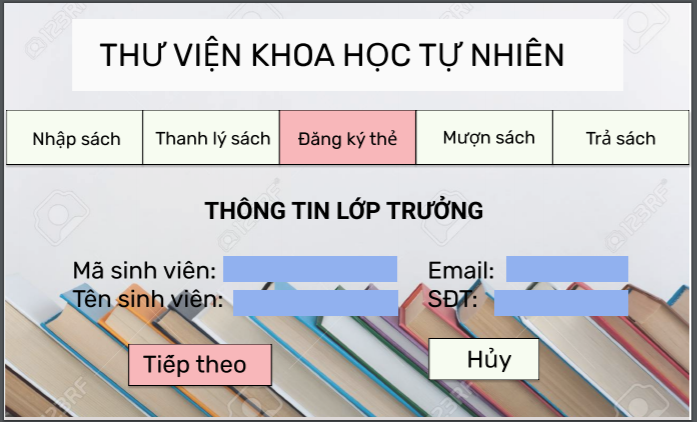 THƯ VIỆN KHOA HỌC TỰ NHIÊN
Nhập sách Thanh lý sách Đăng ký thẻ Mượn sách Trả sách
THÔNG TIN LỚP TRƯỞNG
Mã sinh viên: Email:
Tên sinh viên: SĐT:
Tiếp theo Hủy
123RF